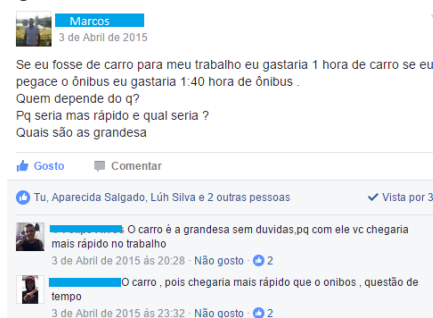 Marcos
3 de Abril de 2015
Se eu fosse de carro para meu trabalho eu gastaria 1 hora de carro se eu
pegace o ônibus eu gastaria 1:40 hora de ônibus .
Quem depende do q?
Pq seria mas rápido e qual seria ?
Quais são as grandesa
Gosto Comentar
Tu, Aparecida Salgado, Lúh Silva e 2 outras pessoas Vista por 3
O carro é a grandesa sem duvidas,pq com ele vc chegaria
mais rápido no trabalho
3 de Abril de 2015 ás 20:28 · Não gosto · 2
O carro , pois chegaria mais rápido que o onibos , questão de
tempo
3 de Abril de 2015 ás 23:32 · Não gosto · 2